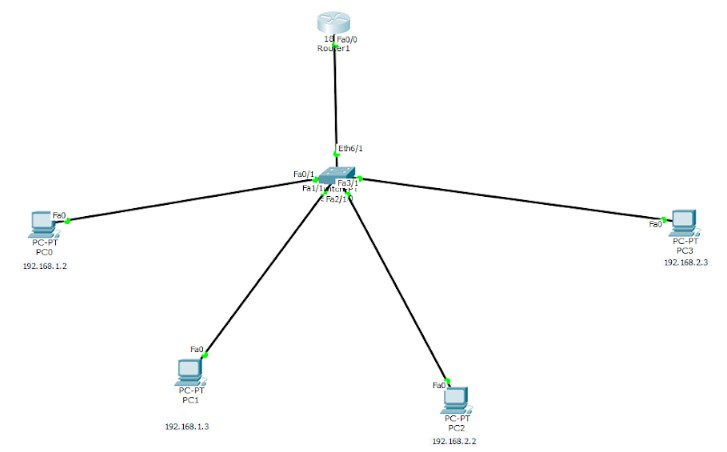 Fa0/0
Router1
Eth6/1
Fa0/1
Fa3/1
Fa1/1
Fa2/1
Fa0
PC-PT
PC0
192.168.1.2
Fa0
PC-PT
PC3
192.168.2.3
Fa0
PC-PT
PC1
192.168.1.3
Fa0
PC-PT
PC2
192.168.2.2